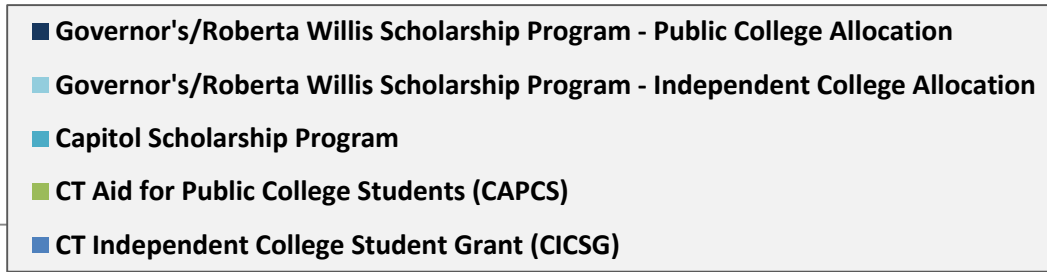 Governor's/Roberta Willis Scholarship Program - Public College Allocation
Governor's/Roberta Willis Scholarship Program - Independent College Allocation
Capitol Scholarship Program
CT Aid for Public College Students (CAPCS)
CT Independent College Student Grant (CICSG)